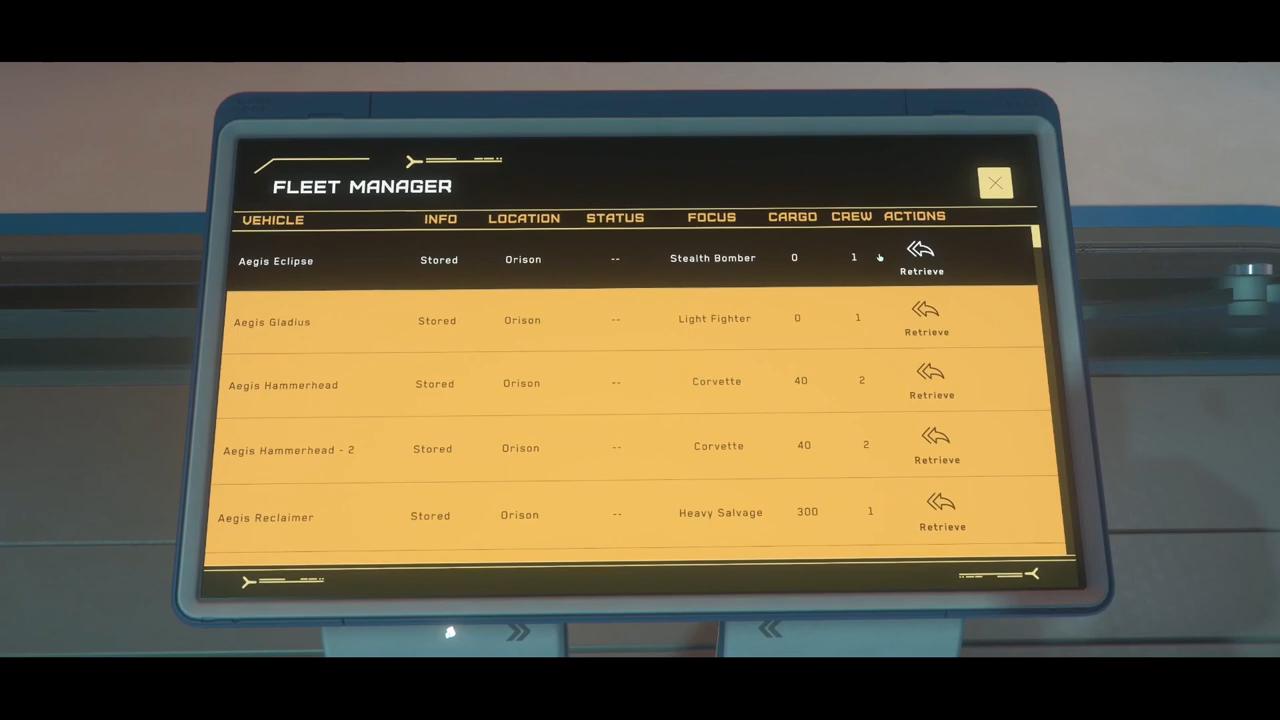 FLEET MANAGER
VEHICLE INFO LOCATION STATUS FOCUS CARGO CREW ACTIONS
Aegis Eclipse Stored Orison -- Stealth Bomber 0 1 Retrieve
Aegis Gladius Stored Orison -- Light Fighter 0 1 Retrieve
Aegis Hammerhead Stored Orison -- Corvette 40 2 Retrieve
Aegis Hammerhead - 2 Stored Orison -- Corvette 40 2 Retrieve
Aegis Reclaimer Stored Orison -- Heavy Salvage 300 1 Retrieve